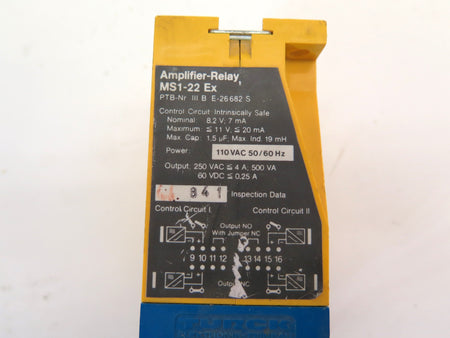 Amplifier-Relay
MS1-22 Ex
PTB-Nr III B E-26682 S
Control Circuit: Intrinsically Safe
Nominal: 8.2 V; 7 mA
Maximum: ≦ 11 V; ≦ 20 mA
Max. Cap: 1.5 µF; Max. Ind. 19 mH
Power: 110 VAC 50/60 Hz
Output: 250 VAC ≦ 4 A; 500 VA
60 VDC ≦ 0.25 A
841 Inspection Data
Control Circuit I Control Circuit II
Output NO
With Jumper NC
9 10 11 12 13 14 15 16
Output NC
TURCK